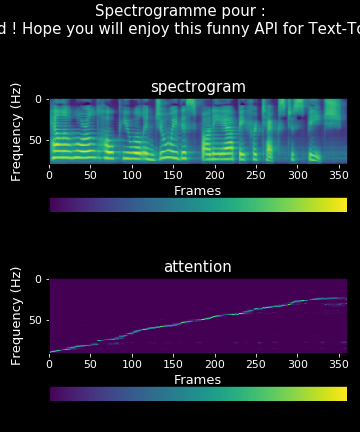 Spectrogramme pour :
d ! Hope you will enjoy this funny API for Text-To
spectrogram
Frequency (Hz)
0
50
0 50 100 150 200 250 300 350
Frames
attention
Frequency (Hz)
0
50
0 50 100 150 200 250 300 350
Frames